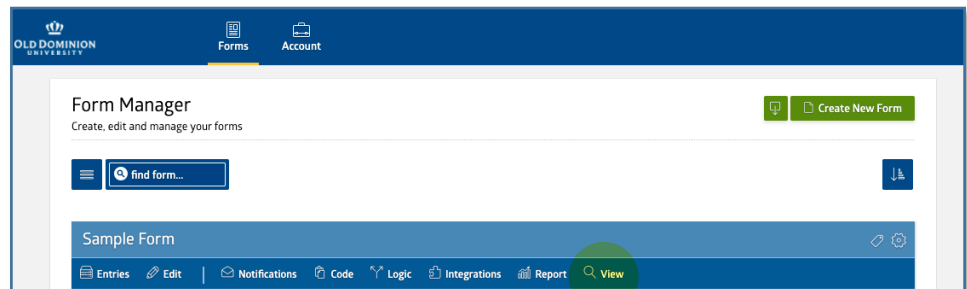 OLD DOMINION
UNIVERSITY
Forms
Account
Form Manager
Create, edit and manage your forms
Create New Form
find form...
Sample Form
Entries Edit | Notifications Code Logic Integrations Report View